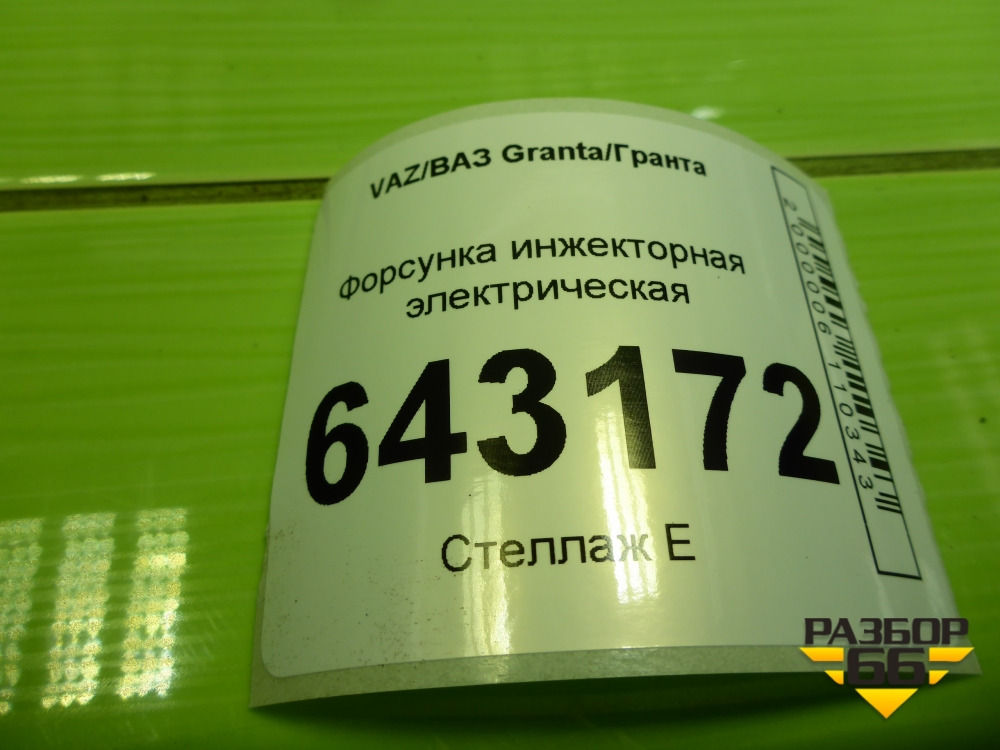 VAZ/ВАЗ Granta/Гранта
Форсунка инжекторная
электрическая
643172
Стеллаж Е
2000006110343
РАЗБОР
66